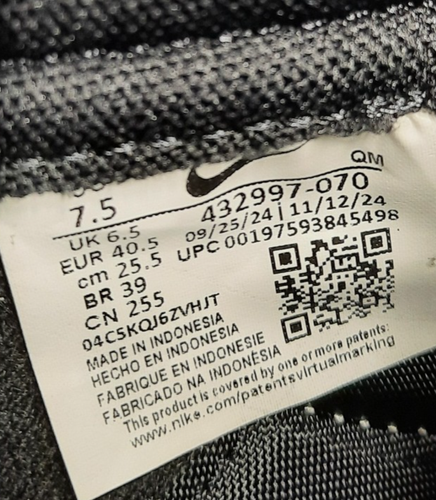 QM
7.5
432997-070
UK 6.5
09/25/24 | 11/12/24
EUR 40.5
UPC 00197593845498
cm 25.5
BR 39
CN 255
04C5KQJ6ZVHJT
MADE IN INDONESIA
HECHO EN INDONESIA
FABRIQUE EN INDONESIE
FABRICADO NA INDONESIA
This product is covered by one or more patents:
www.nike.com/patentsvirtualmarking